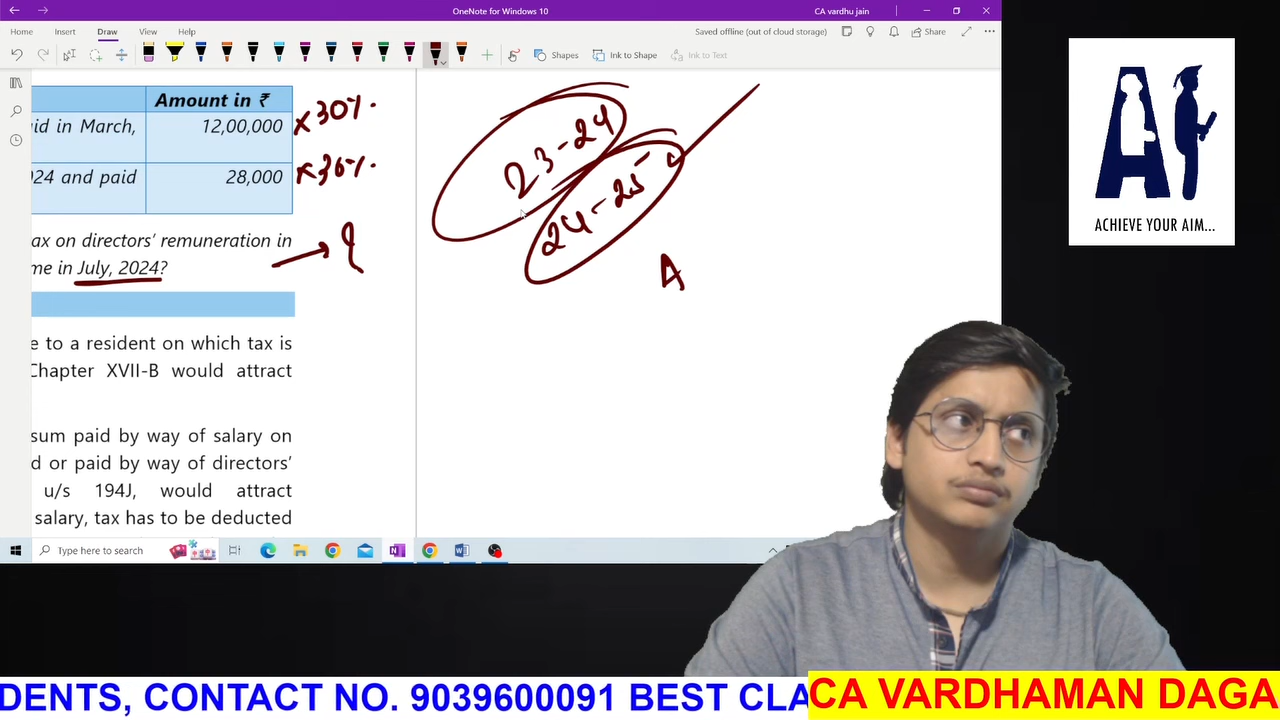 OneNote for Windows 10
CA vardhu jain
Home
Insert
Draw
View
Help
Saved offline (out of cloud storage)
Share
Shapes
Ink to Shape
Ink to Text
Amount in ₹
id in March,
12,00,000
×30%.
024 and paid
28,000
×30%.
ax on directors' remuneration in
me in July, 2024?
23-24
24-25
A
e to a resident on which tax is
Chapter XVII-B would attract
sum paid by way of salary on
d or paid by way of directors'
u/s 194J, would attract
salary, tax has to be deducted
AI
ACHIEVE YOUR AIM...
Type here to search
DENTS, CONTACT NO. 9039600091 BEST CLA
CA VARDHAMAN DAGA